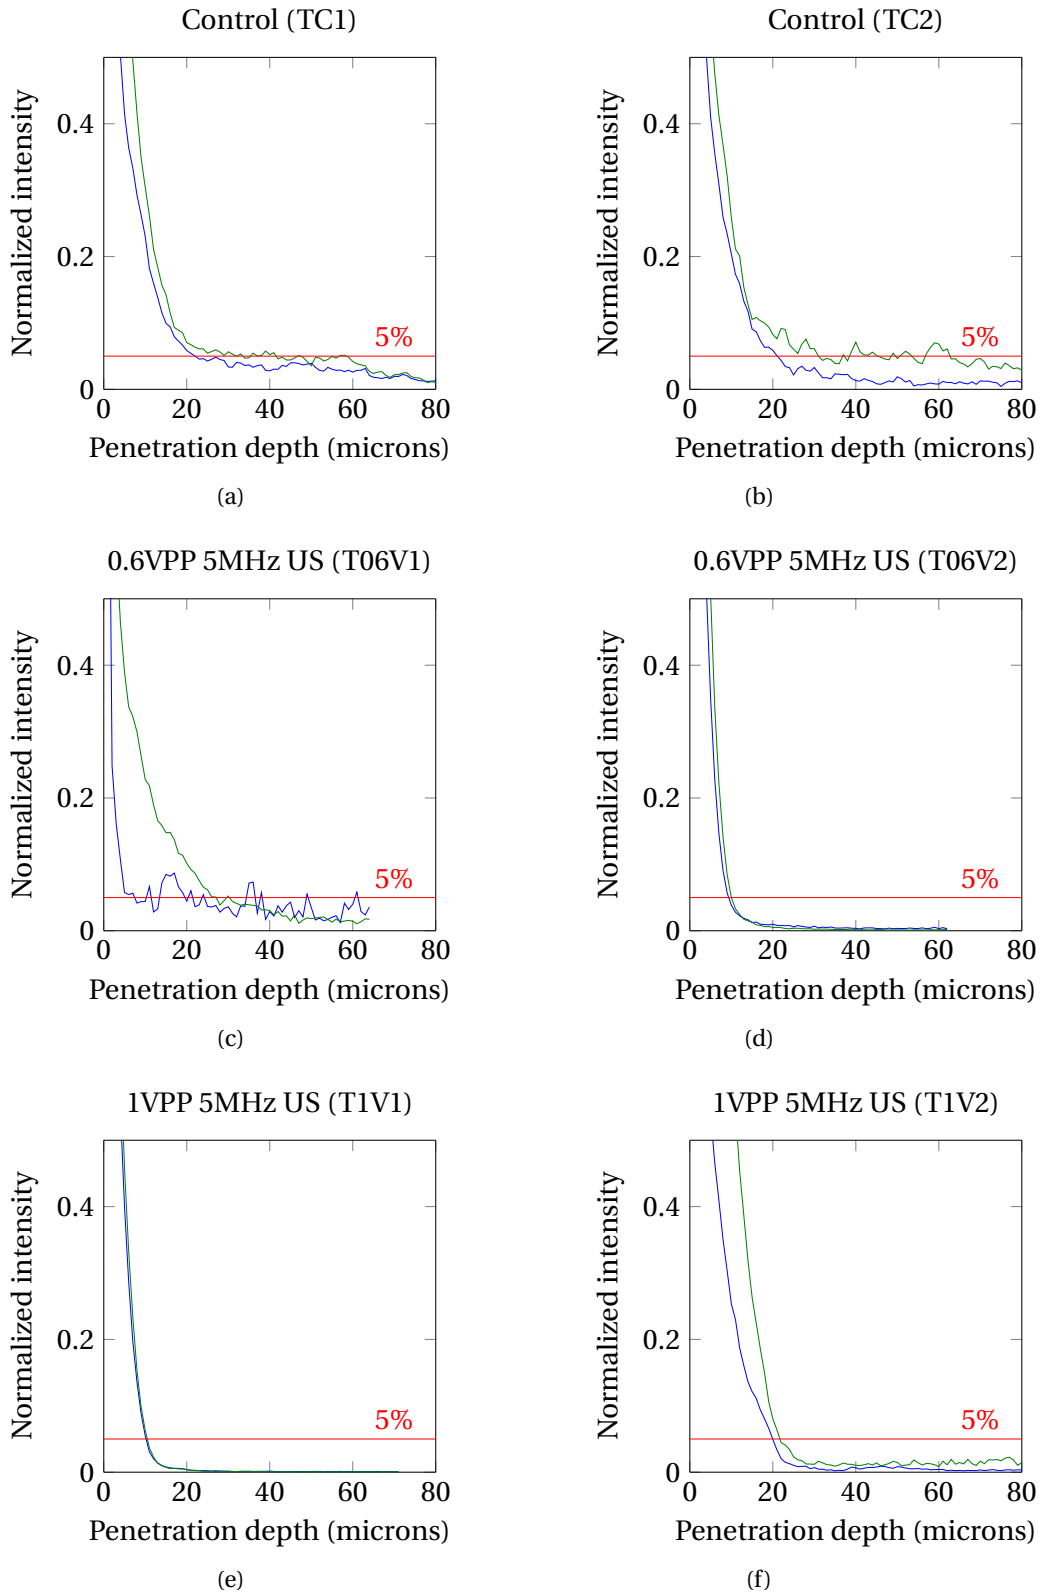 Control (TC1)
Normalized intensity
0.4
0.2
0
5%
0 20 40 60 80
Penetration depth (microns)
(a)
Control (TC2)
Normalized intensity
0.4
0.2
0
5%
0 20 40 60 80
Penetration depth (microns)
(b)
0.6VPP 5MHz US (T06V1)
Normalized intensity
0.4
0.2
0
5%
0 20 40 60 80
Penetration depth (microns)
(c)
0.6VPP 5MHz US (T06V2)
Normalized intensity
0.4
0.2
0
5%
0 20 40 60 80
Penetration depth (microns)
(d)
1VPP 5MHz US (T1V1)
Normalized intensity
0.4
0.2
0
5%
0 20 40 60 80
Penetration depth (microns)
(e)
1VPP 5MHz US (T1V2)
Normalized intensity
0.4
0.2
0
5%
0 20 40 60 80
Penetration depth (microns)
(f)